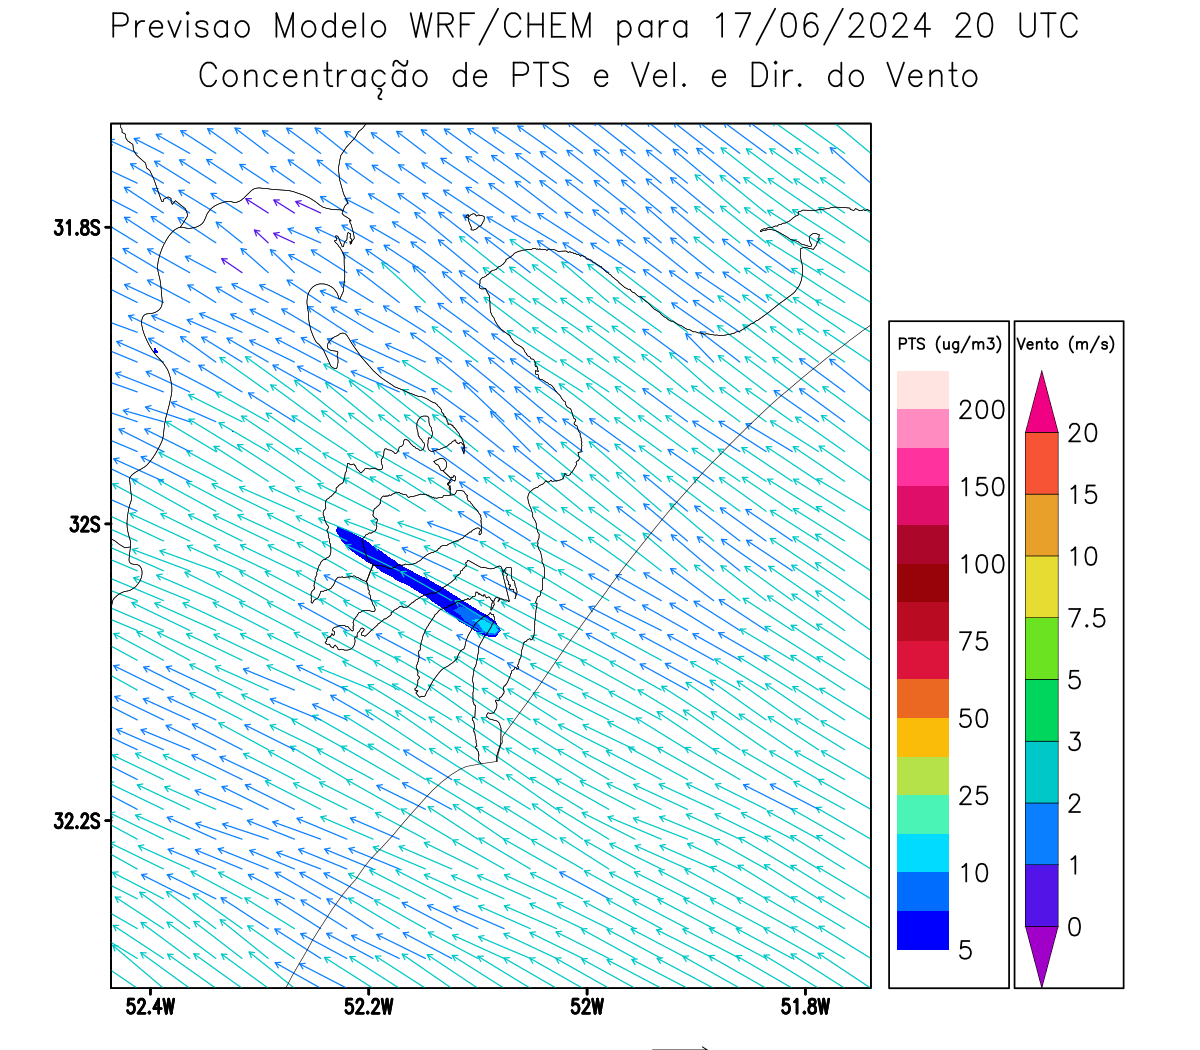 Previsao Modelo WRF/CHEM para 17/06/2024 20 UTC
Concentração de PTS e Vel. e Dir. do Vento
31.8S
32S
32.2S
52.4W
52.2W
52W
51.8W
PTS (ug/m3)
200
150
100
75
50
25
10
5
Vento (m/s)
20
15
10
7.5
5
3
2
1
0